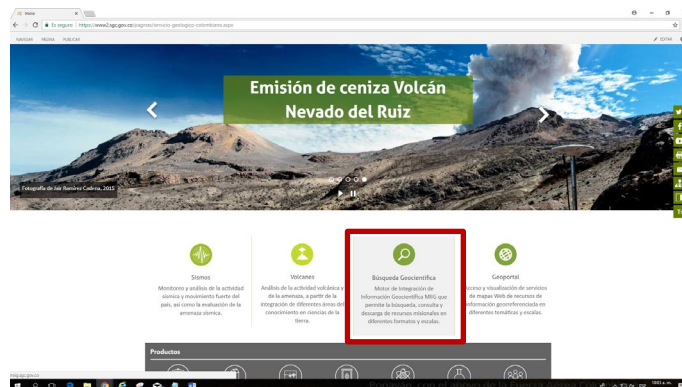 Inicio
Es seguro | https://www2.sgc.gov.co/paginas/servicio-geologico-colombiano.aspx
NAVEGAR PÁGINA PUBLICAR
EDITAR
Emisión de ceniza Volcán
Nevado del Ruiz
Fotografía de Jair Ramírez Cadena, 2015
Sismos
Monitoreo y análisis de la actividad
sísmica y movimiento fuerte del
país, así como la evaluación de la
amenaza sísmica.
Volcanes
Análisis de la actividad volcánica y
de la amenaza, a partir de la
integración de diferentes áreas del
conocimiento en ciencias de la
tierra.
Búsqueda Geocientífica
Motor de Integración de
Información Geocientífica MIIG que
permite la búsqueda, consulta y
descarga de recursos misionales en
diferentes formatos y escalas.
Geoportal
Acceso y visualización de servicios
de mapas Web de recursos de
información georreferenciada en
diferentes temáticas y escalas.
Productos
miig.sgc.gov.co